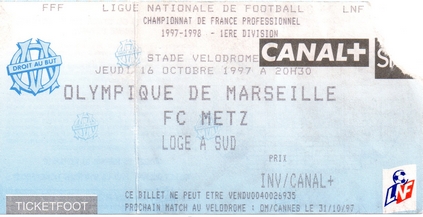 FFF LIGUE NATIONALE DE FOOTBALL LNF
CHAMPIONNAT DE FRANCE PROFESSIONNEL
1997-1998 - 1ERE DIVISION
CANAL+
STADE VELODROME
JEUDI 16 OCTOBRE 1997 A 20H30
DROIT AU BUT
OLYMPIQUE DE MARSEILLE
FC METZ
LOGE A SUD
PRIX
INV/CANAL+
LNF
TICKETFOOT
CE BILLET NE PEUT ETRE VENDU00040026935
PROCHAIN MATCH AU VELODROME : OM/CANNES LE 31/10/97